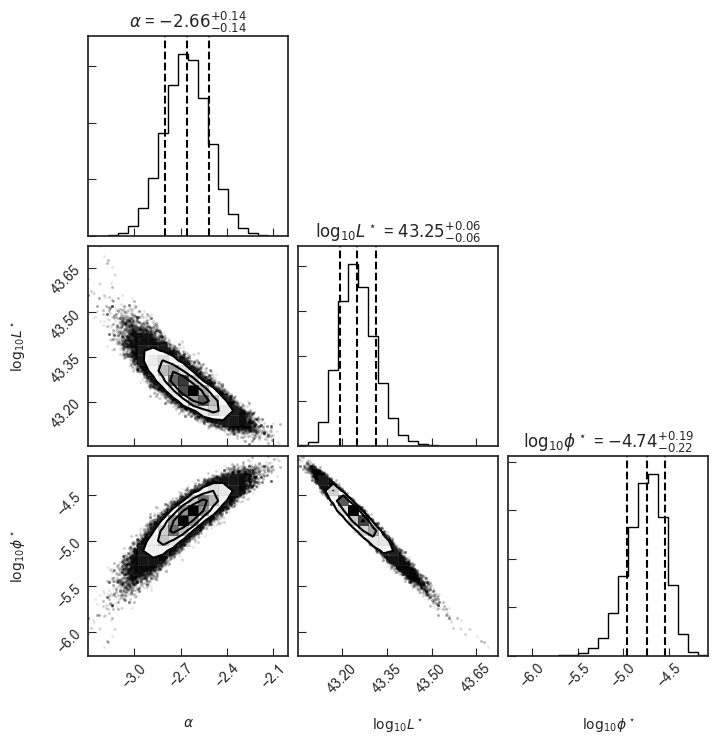 α = −2.66+0.14−0.14
log10L⋆ = 43.25+0.06−0.06
43.65
43.50
43.35
43.20
log10L⋆
log10ϕ⋆ = −4.74+0.19−0.22
−4.5
−5.0
−5.5
−6.0
log10ϕ⋆
−3.0 −2.7 −2.4 −2.1
43.20 43.35 43.50 43.65
−6.0 −5.5 −5.0 −4.5
α log10L⋆ log10ϕ⋆